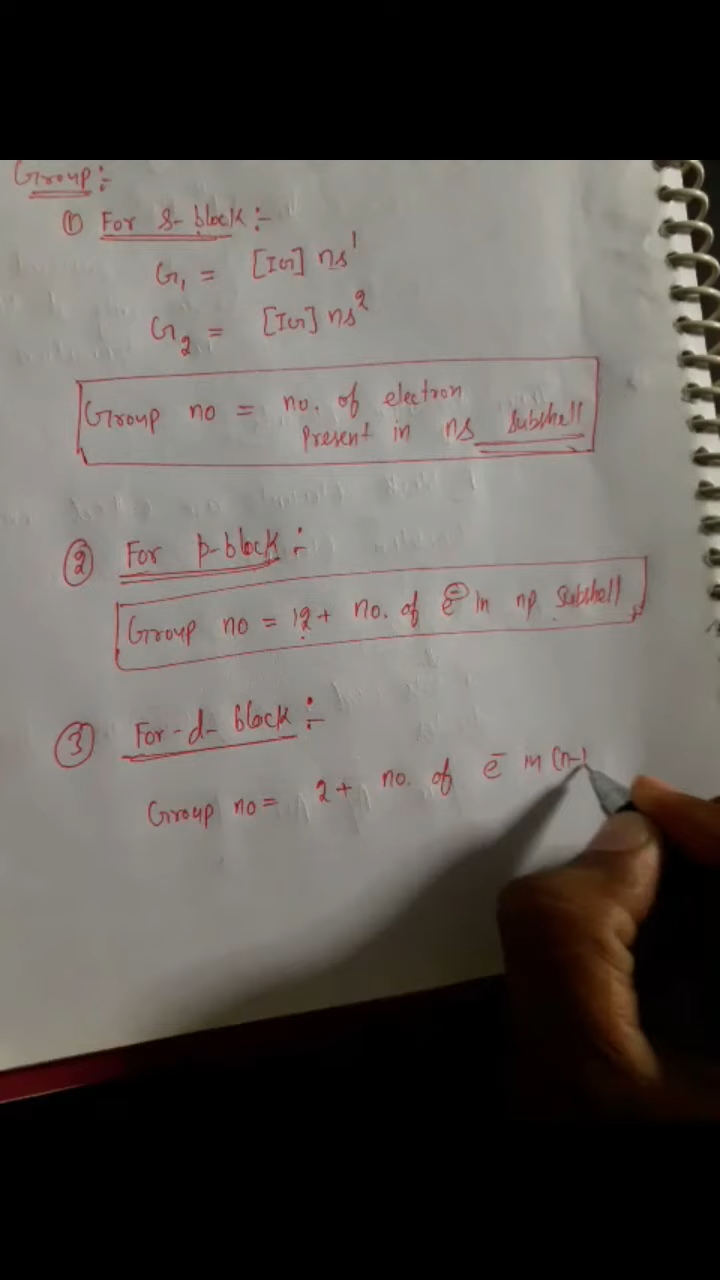 Group:-
① For s-block :-
G₁ = [IG] ns¹
G₂ = [IG] ns²
Group no = no. of electron
present in ns subshell
② For p-block :-
Group no = 12 + no. of e⁻ in np subshell
③ For-d-block :-
Group no = 2 + no. of e⁻ in (n-1